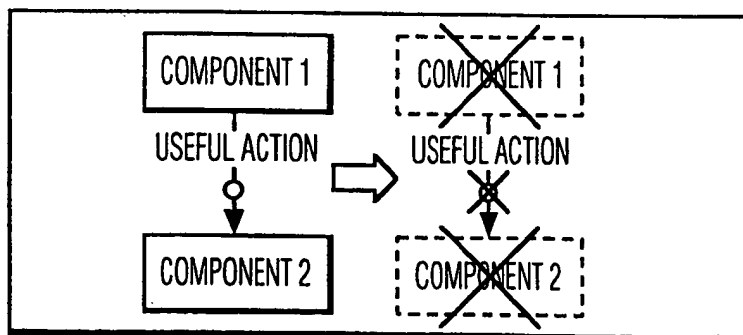 COMPONENT 1 COMPONENT 1
USEFUL ACTION USEFUL ACTION
COMPONENT 2 COMPONENT 2